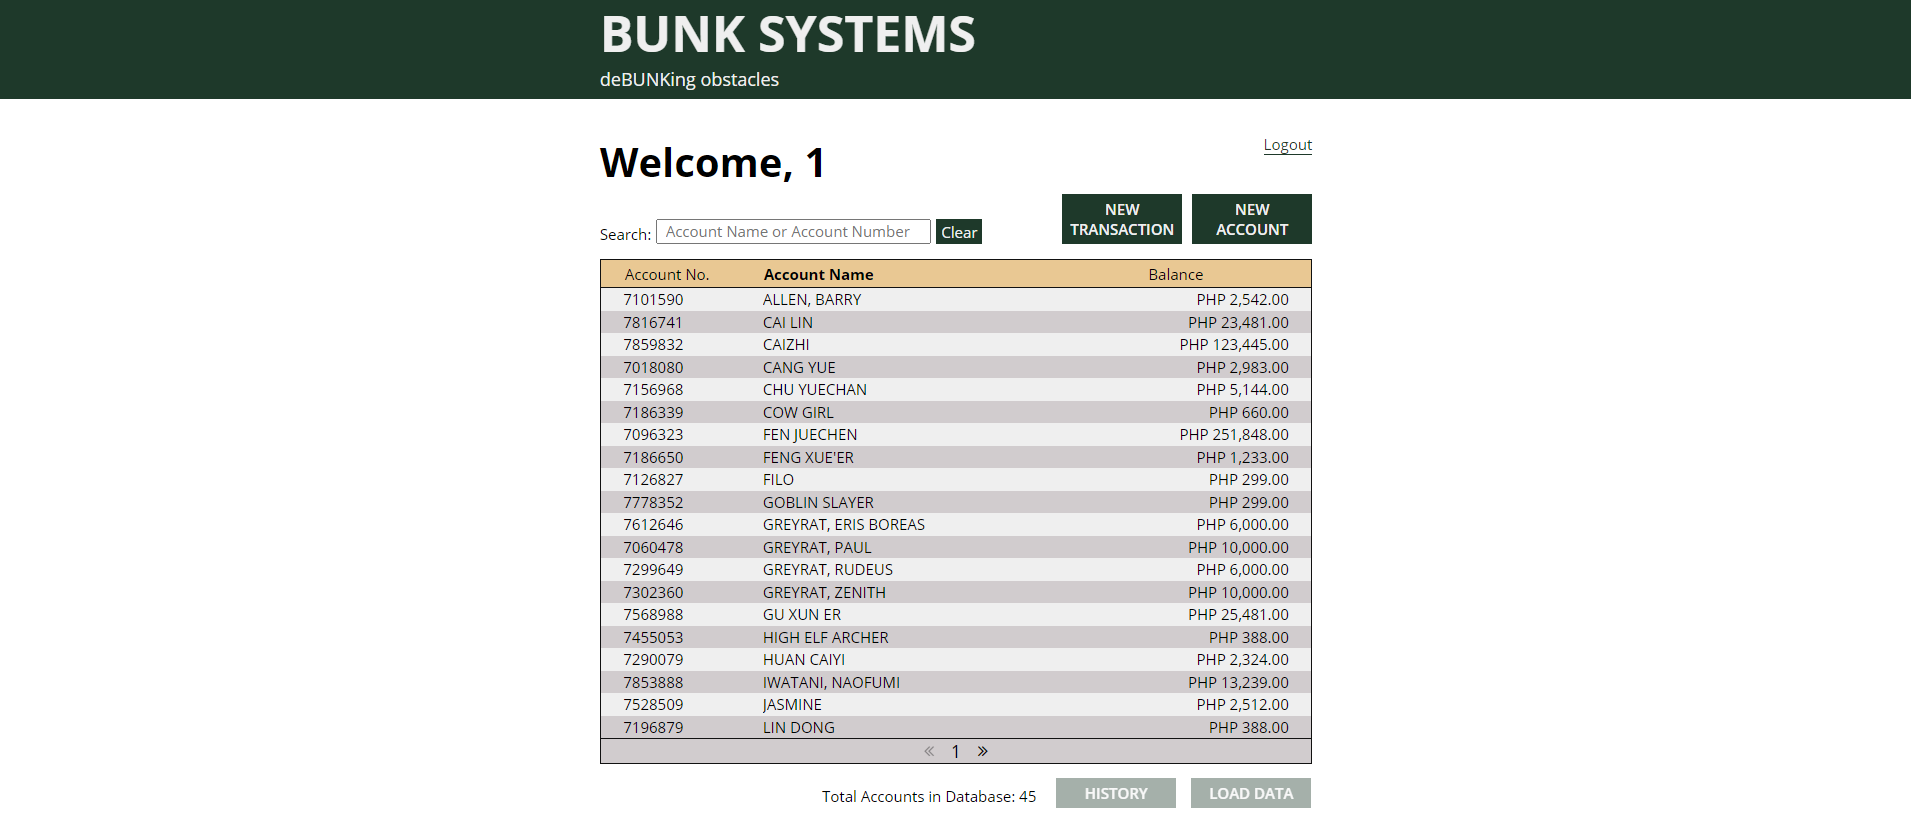 BUNK SYSTEMS
deBUNKing obstacles
Logout
Welcome, 1
NEW TRANSACTION
NEW ACCOUNT
Search: Account Name or Account Number Clear
Account No. Account Name Balance
7101590 ALLEN, BARRY PHP 2,542.00
7816741 CAI LIN PHP 23,481.00
7859832 CAIZHI PHP 123,445.00
7018080 CANG YUE PHP 2,983.00
7156968 CHU YUECHAN PHP 5,144.00
7186339 COW GIRL PHP 660.00
7096323 FEN JUECHEN PHP 251,848.00
7186650 FENG XUE'ER PHP 1,233.00
7126827 FILO PHP 299.00
7778352 GOBLIN SLAYER PHP 299.00
7612646 GREYRAT, ERIS BOREAS PHP 6,000.00
7060478 GREYRAT, PAUL PHP 10,000.00
7299649 GREYRAT, RUDEUS PHP 6,000.00
7302360 GREYRAT, ZENITH PHP 10,000.00
7568988 GU XUN ER PHP 25,481.00
7455053 HIGH ELF ARCHER PHP 388.00
7290079 HUAN CAIYI PHP 2,324.00
7853888 IWATANI, NAOFUMI PHP 13,239.00
7528509 JASMINE PHP 2,512.00
7196879 LIN DONG PHP 388.00
« 1 »
Total Accounts in Database: 45 HISTORY LOAD DATA